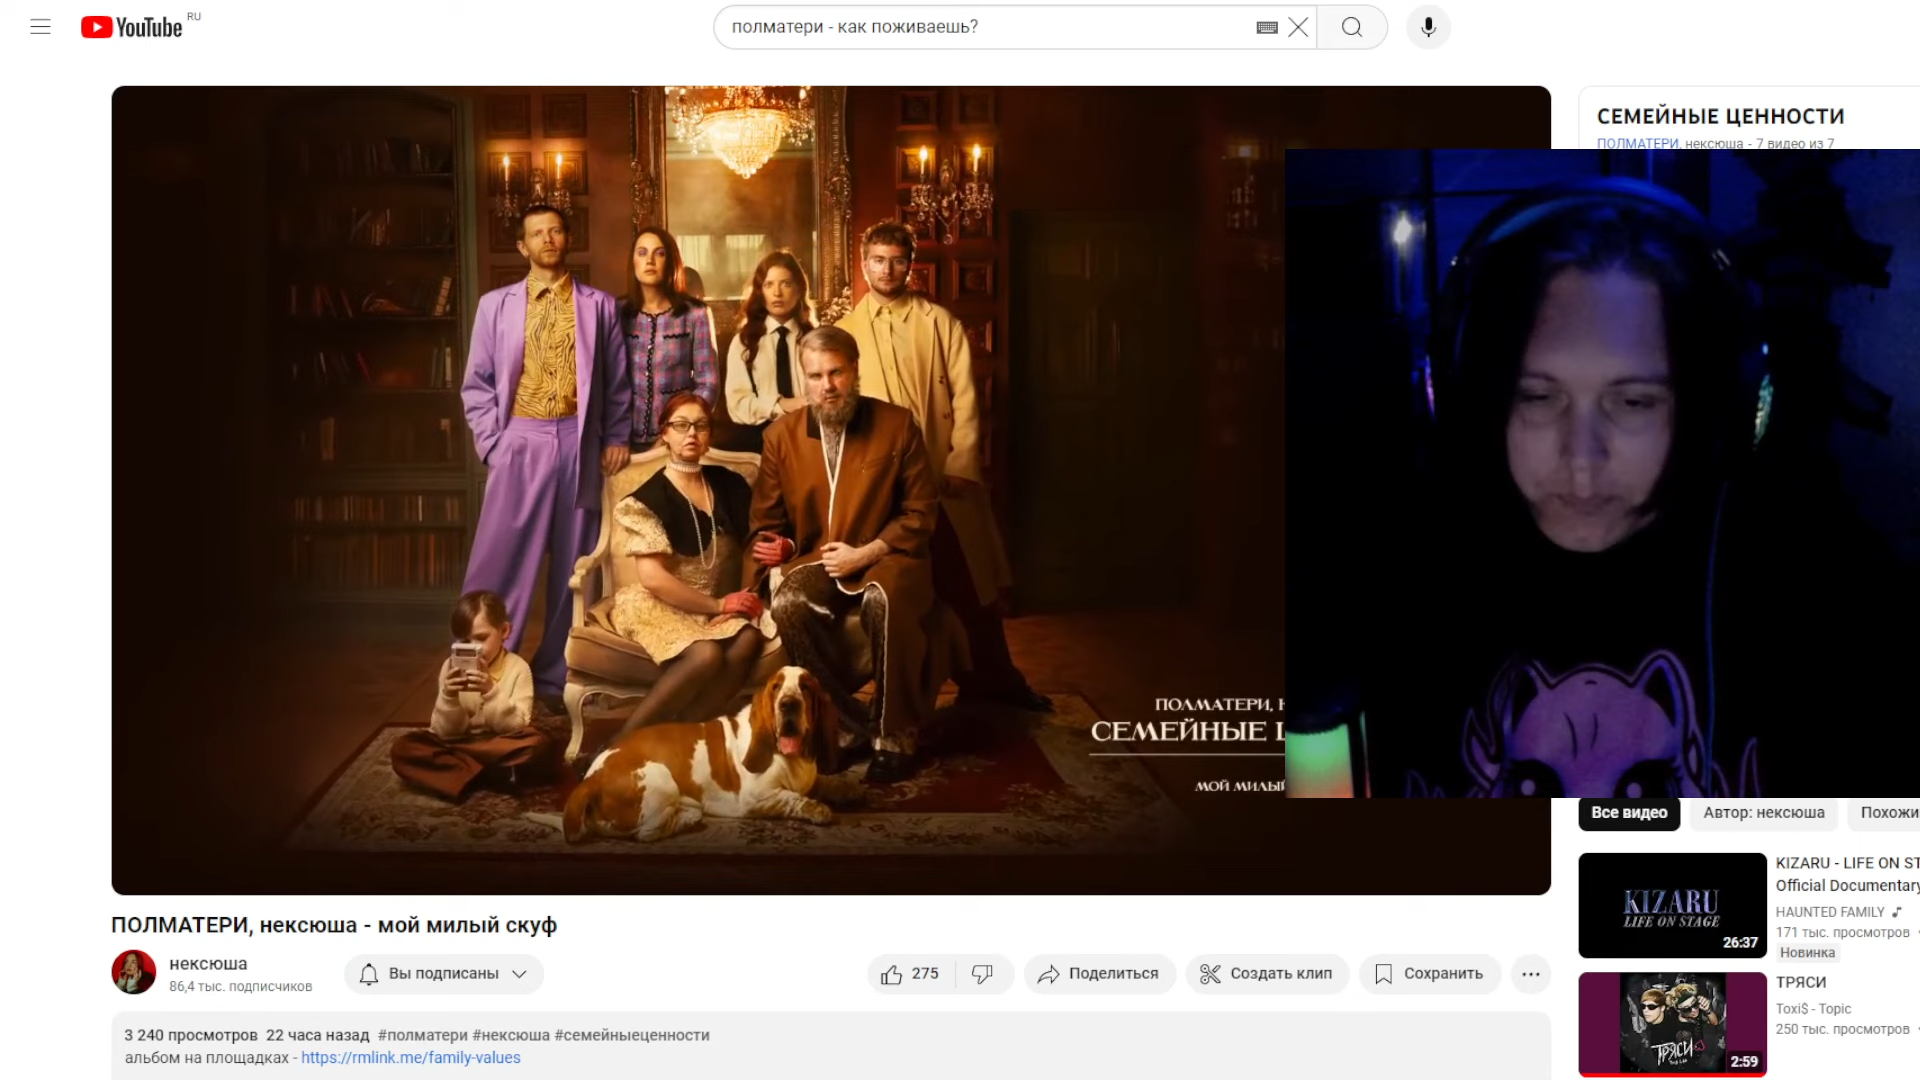 YouTube RU
полматери - как поживаешь?
СЕМЕЙНЫЕ ЦЕННОСТИ
ПОЛМАТЕРИ, нексюша - 7 видео из 7
ПОЛМАТЕРИ,
СЕМЕЙНЫЕ
МОЙ МИЛЫЙ
Все видео
Автор: нексюша
Похожи
KIZARU
LIFE ON STAGE
26:37
KIZARU - LIFE ON ST
Official Documentary
HAUNTED FAMILY
171 тыс. просмотров
Новинка
ТРЯСИ
2:59
ТРЯСИ
Toxi$ - Topic
250 тыс. просмотров
ПОЛМАТЕРИ, нексюша - мой милый скуф
нексюша
86,4 тыс. подписчиков
Вы подписаны
275
Поделиться
Создать клип
Сохранить
3 240 просмотров 22 часа назад #полматери #нексюша #семейныеценности
альбом на площадках - https://rmlink.me/family-values